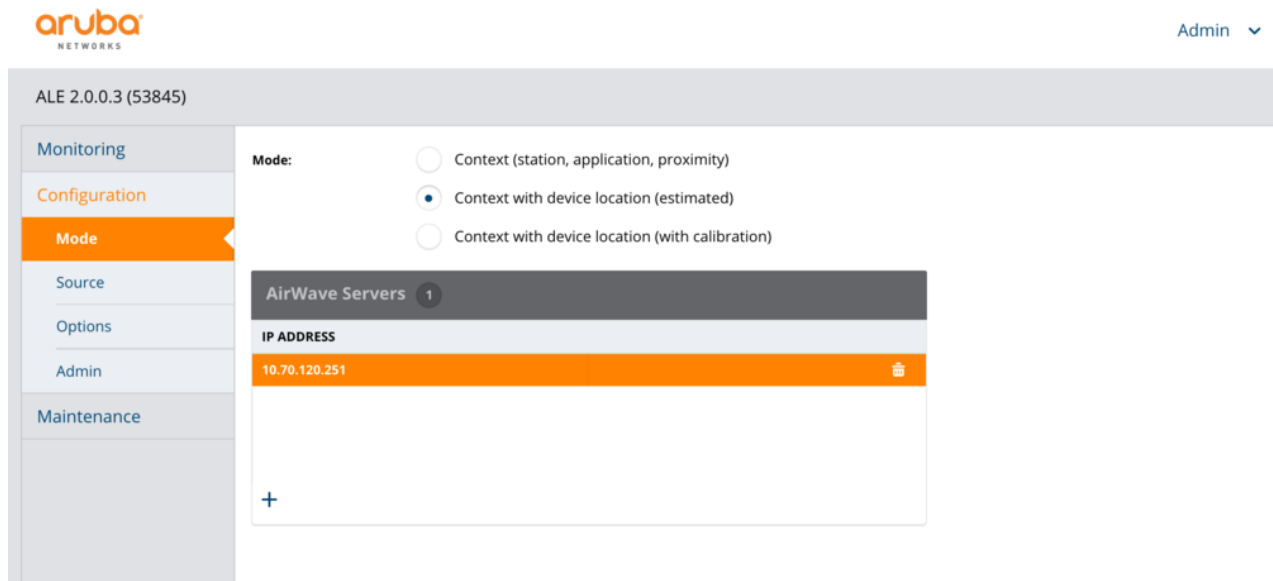 aruba
NETWORKS
Admin
ALE 2.0.0.3 (53845)
Monitoring
Configuration
Mode
Source
Options
Admin
Maintenance
Mode:
Context (station, application, proximity)
Context with device location (estimated)
Context with device location (with calibration)
AirWave Servers 1
IP ADDRESS
10.70.120.251
+